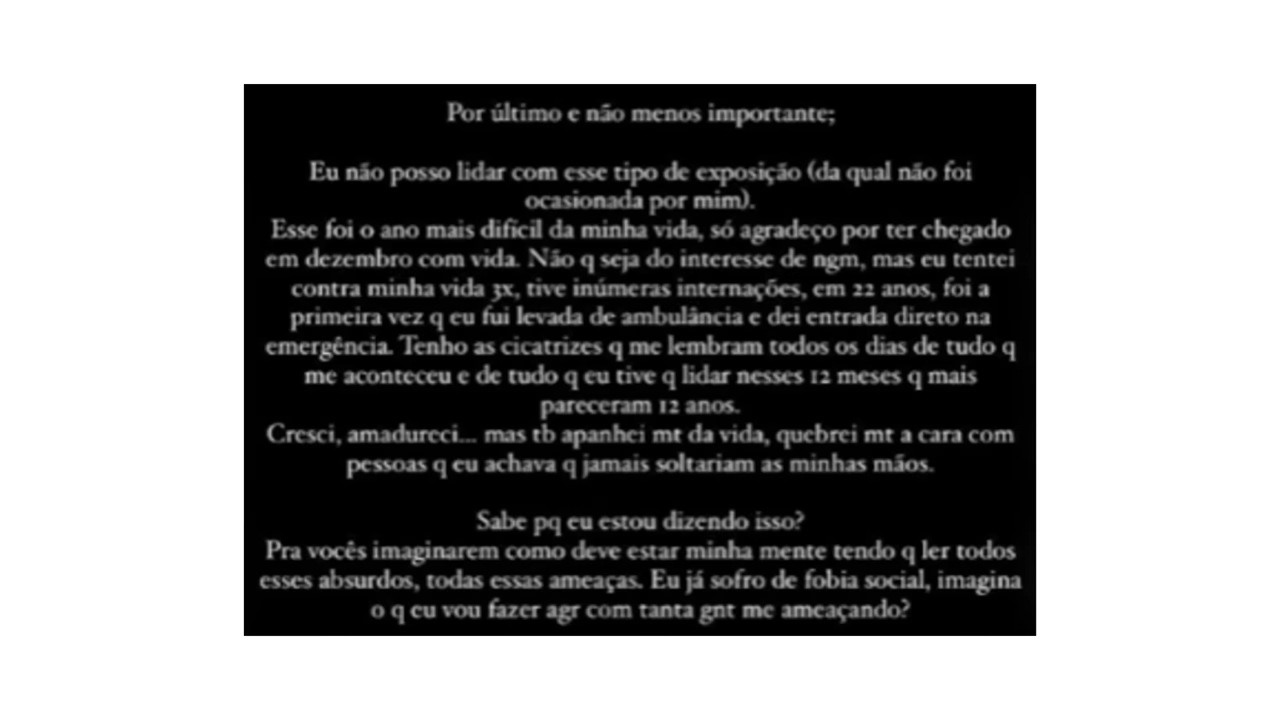 Por último e não menos importante;
Eu não posso lidar com esse tipo de exposição (da qual não foi
ocasionada por mim).
Esse foi o ano mais difícil da minha vida, só agradeço por ter chegado
em dezembro com vida. Não q seja do interesse de ngm, mas eu tentei
contra minha vida 3x, tive inúmeras internações, em 22 anos, foi a
primeira vez q eu fui levada de ambulância e dei entrada direto na
emergência. Tenho as cicatrizes q me lembram todos os dias de tudo q
me aconteceu e de tudo q eu tive q lidar nesses 12 meses q mais
pareceram 12 anos.
Cresci, amadureci... mas tb apanhei mt da vida, quebrei mt a cara com
pessoas q eu achava q jamais soltariam as minhas mãos.
Sabe pq eu estou dizendo isso?
Pra vocês imaginarem como deve estar minha mente tendo q ler todos
esses absurdos, todas essas ameaças. Eu já sofro de fobia social, imagina
o q eu vou fazer agr com tanta gnt me ameaçando?